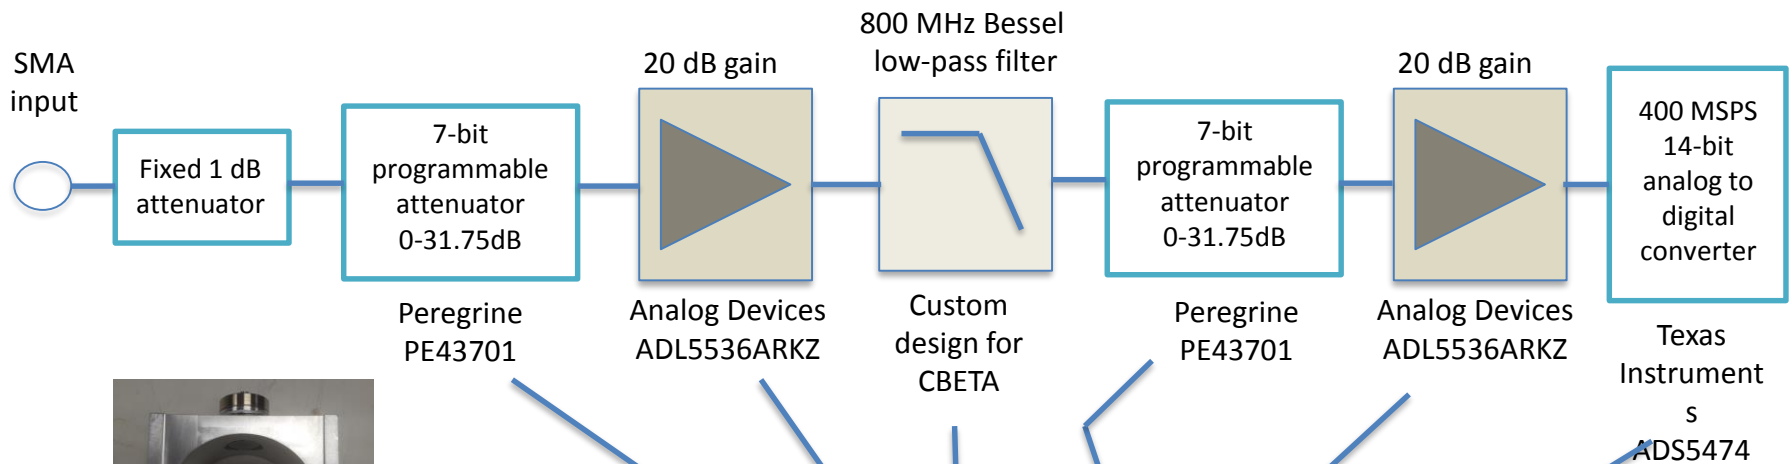 SMA
input
Fixed 1 dB
attenuator
7-bit
programmable
attenuator
0-31.75dB
Peregrine
PE43701
20 dB gain
Analog Devices
ADL5536ARKZ
800 MHz Bessel
low-pass filter
Custom
design for
CBETA
7-bit
programmable
attenuator
0-31.75dB
Peregrine
PE43701
20 dB gain
Analog Devices
ADL5536ARKZ
400 MSPS
14-bit
analog to
digital
converter
Texas
Instrument
s
ADS5474